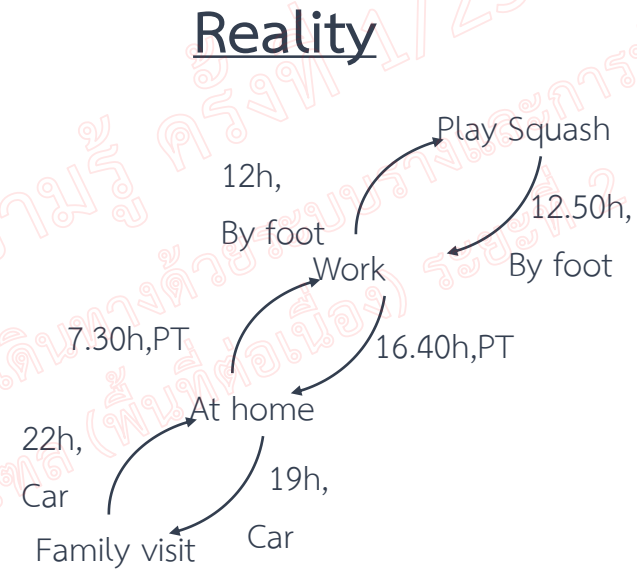 Reality
Play Squash
12h,
By foot
12.50h,
By foot
Work
7.30h,PT
16.40h,PT
At home
22h,
Car
19h,
Car
Family visit